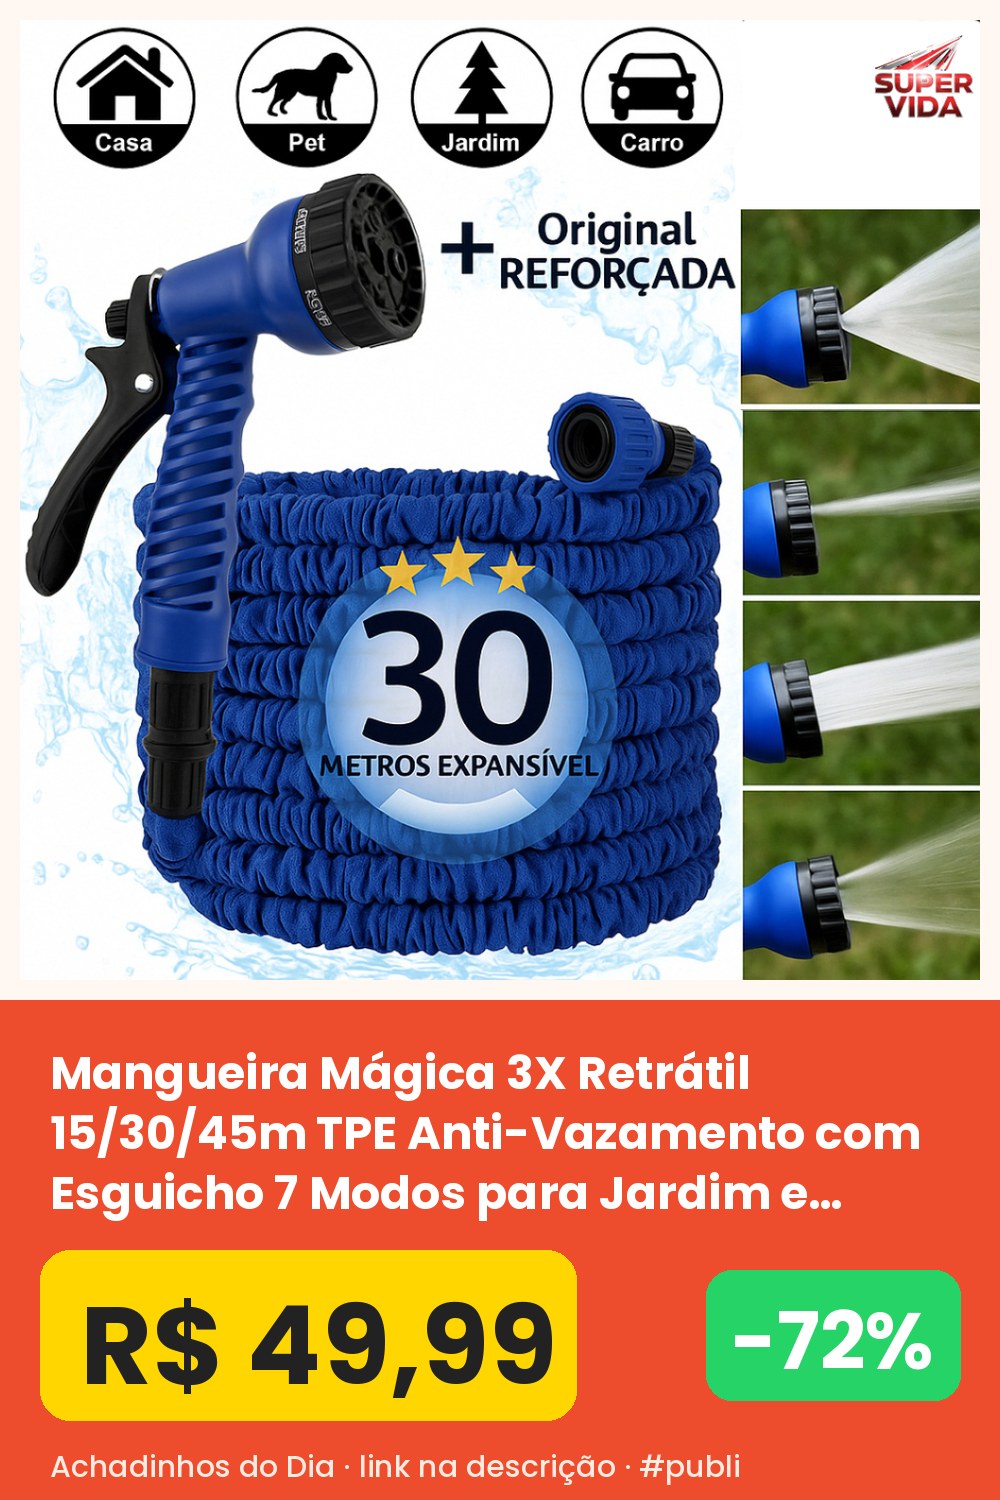 Casa
Pet
Jardim
Carro
SUPER
VIDA
+ Original
REFORÇADA
30
METROS EXPANSÍVEL
Mangueira Mágica 3X Retrátil
15/30/45m TPE Anti-Vazamento com
Esguicho 7 Modos para Jardim e...
R$ 49,99
-72%
Achadinhos do Dia · link na descrição · #publi